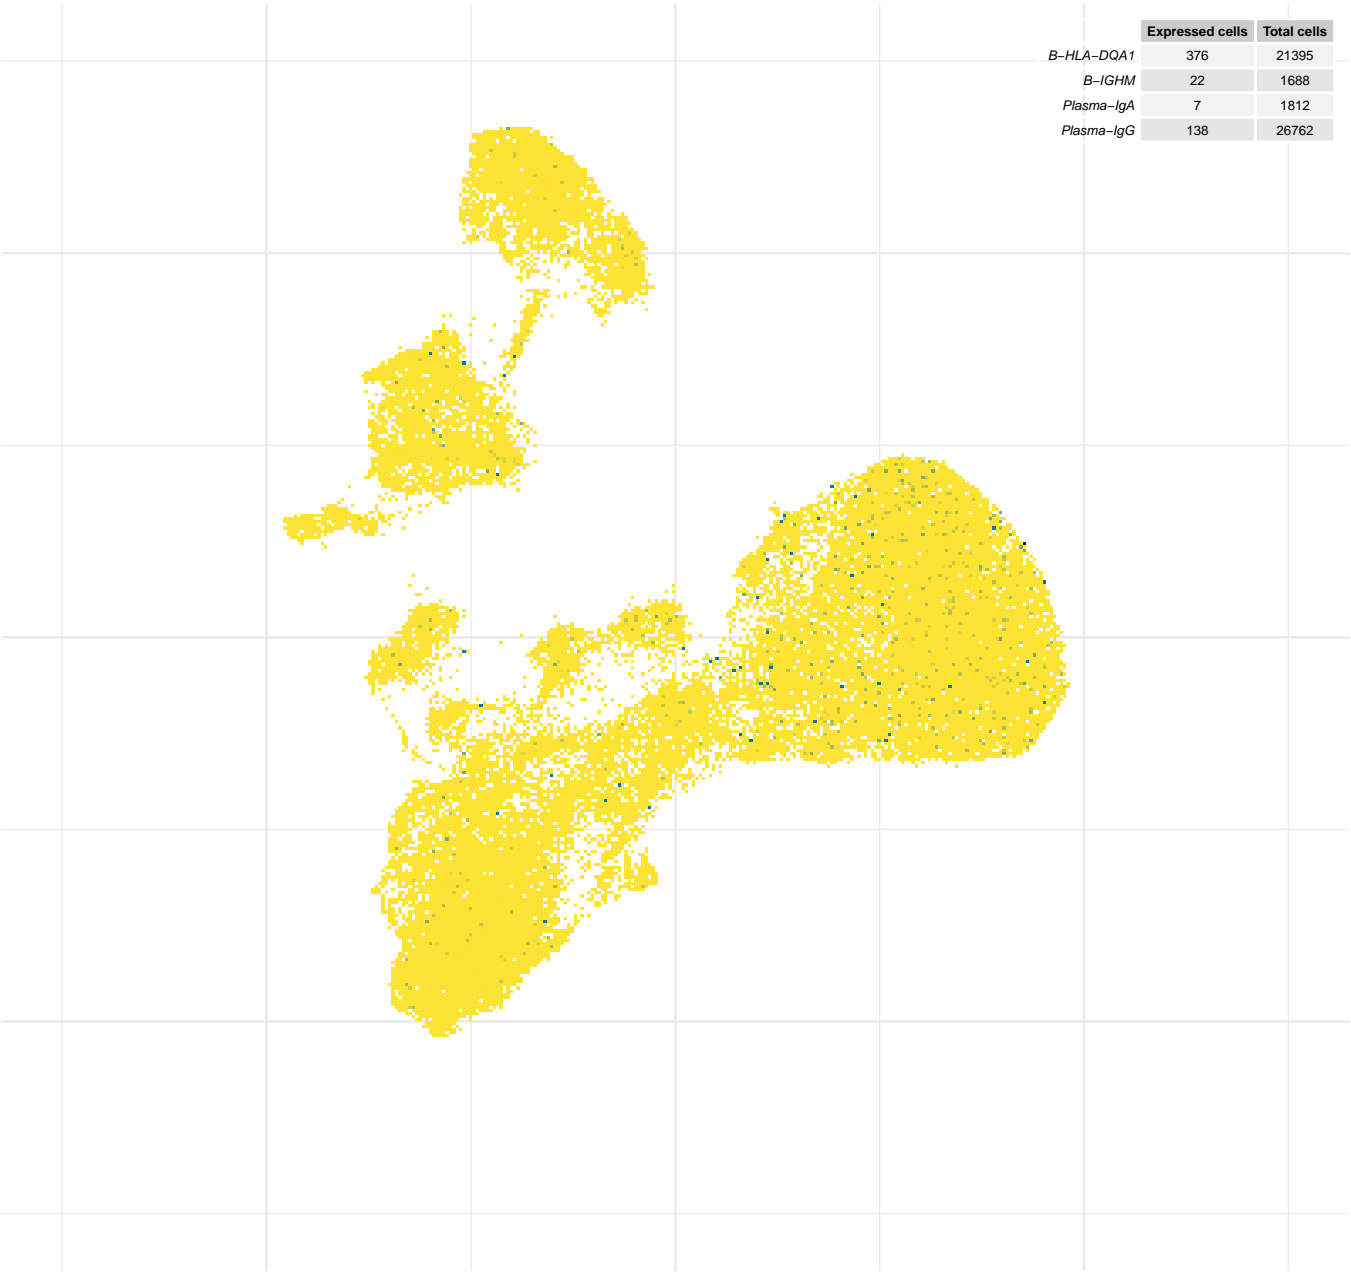 Expressed cells Total cells
B−HLA−DQA1 376 21395
B−IGHM 22 1688
Plasma−IgA 7 1812
Plasma−IgG 138 26762